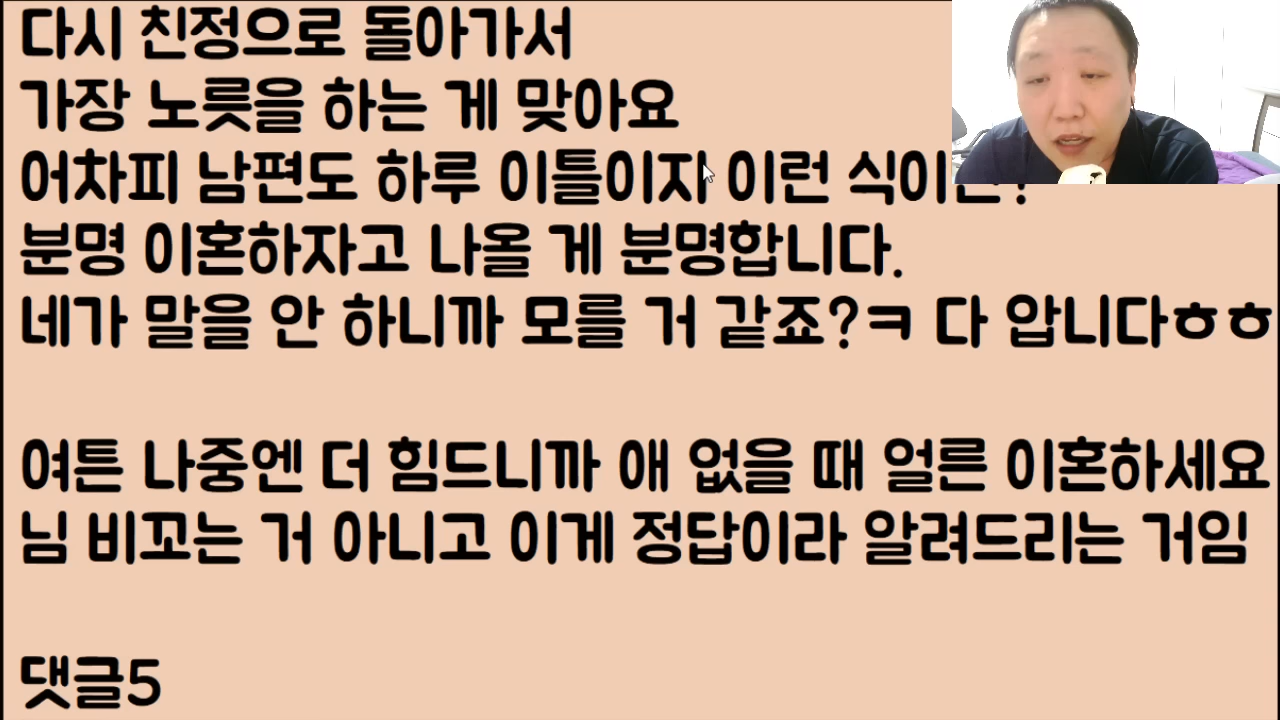 다시 친정으로 돌아가서
가장 노릇을 하는 게 맞아요
어차피 남편도 하루 이틀이지 이런 식이면?
분명 이혼하자고 나올 게 분명합니다.
네가 말을 안 하니까 모를 거 같죠?ㅋ 다 압니다ㅎㅎ
여튼 나중엔 더 힘드니까 애 없을 때 얼른 이혼하세요
님 비꼬는 거 아니고 이게 정답이라 알려드리는 거임
댓글5